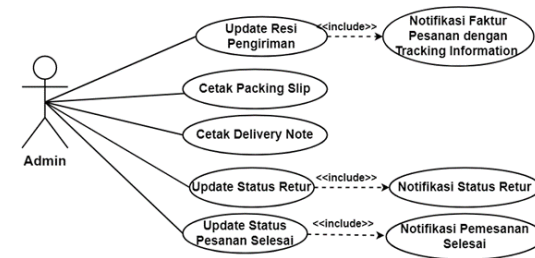 Update Resi
Pengiriman
<<include>>
Notifikasi Faktur
Pesanan dengan
Tracking Information
Cetak Packing Slip
Cetak Delivery Note
Admin
Update Status Retur
<<include>>
Notifikasi Status Retur
Update Status
Pesanan Selesai
<<include>>
Notifikasi Pemesanan
Selesai